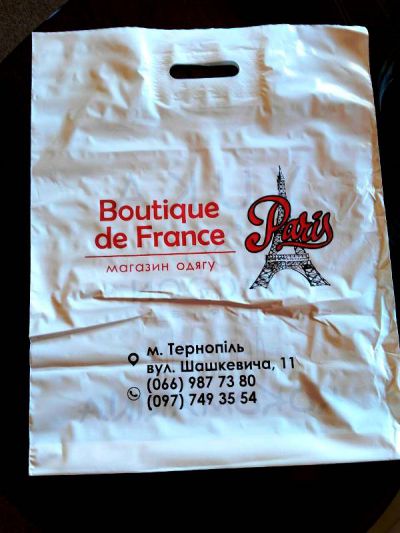 Boutique
de France
магазин одягу
Paris
м. Тернопіль
вул. Шашкевича, 11
(066) 987 73 80
(097) 749 35 54